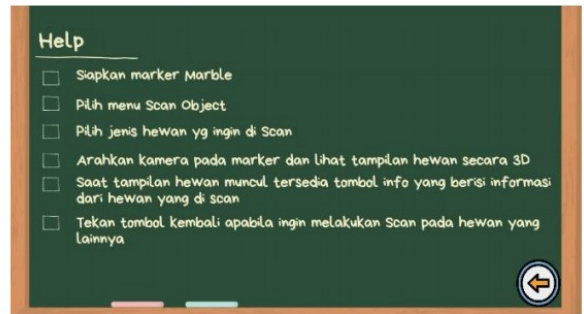 Help
Siapkan marker Marble
Pilih menu Scan Object
Pilih jenis hewan yg ingin di Scan
Arahkan kamera pada marker dan lihat tampilan hewan secara 3D
Saat tampilan hewan muncul tersedia tombol info yang berisi informasi
dari hewan yang di scan
Tekan tombol kembali apabila ingin melakukan Scan pada hewan yang
lainnya